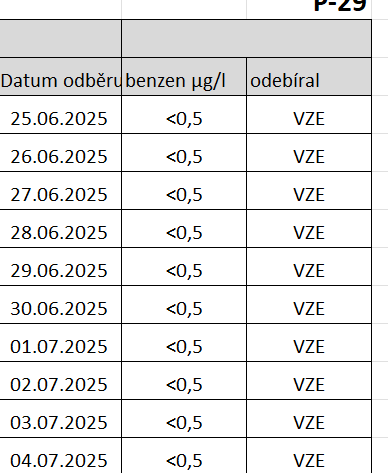 P-29
Datum odběru benzen µg/l odebíral
25.06.2025 <0,5 VZE
26.06.2025 <0,5 VZE
27.06.2025 <0,5 VZE
28.06.2025 <0,5 VZE
29.06.2025 <0,5 VZE
30.06.2025 <0,5 VZE
01.07.2025 <0,5 VZE
02.07.2025 <0,5 VZE
03.07.2025 <0,5 VZE
04.07.2025 <0,5 VZE